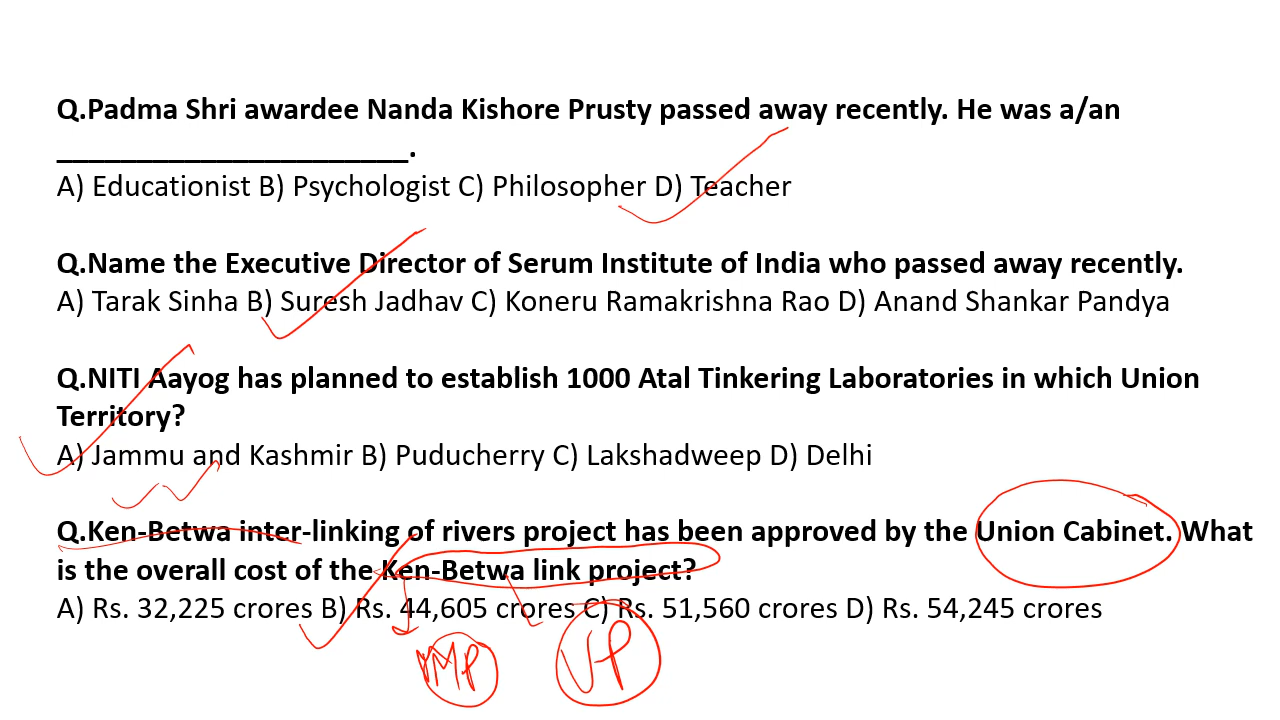 Q.Padma Shri awardee Nanda Kishore Prusty passed away recently. He was a/an
______________________.
A) Educationist B) Psychologist C) Philosopher D) Teacher
Q.Name the Executive Director of Serum Institute of India who passed away recently.
A) Tarak Sinha B) Suresh Jadhav C) Koneru Ramakrishna Rao D) Anand Shankar Pandya
Q.NITI Aayog has planned to establish 1000 Atal Tinkering Laboratories in which Union
Territory?
A) Jammu and Kashmir B) Puducherry C) Lakshadweep D) Delhi
Q.Ken-Betwa inter-linking of rivers project has been approved by the Union Cabinet. What
is the overall cost of the Ken-Betwa link project?
A) Rs. 32,225 crores B) Rs. 44,605 crores C) Rs. 51,560 crores D) Rs. 54,245 crores
MP UP